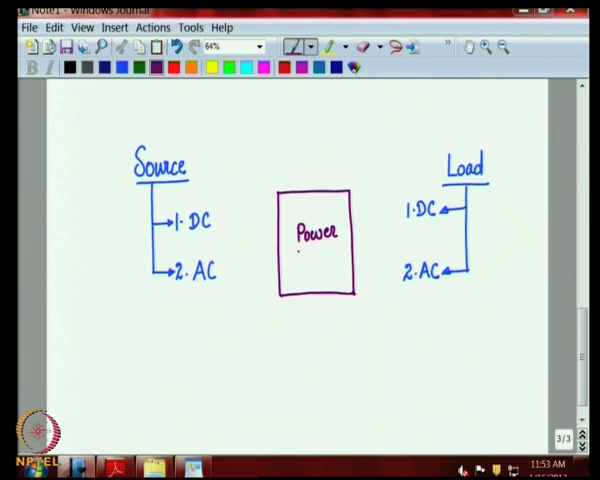 Note1 - Windows Journal
File Edit View Insert Actions Tools Help
64%
B I
Source
Load
1. DC
1. DC
Power
2. AC
2. AC
3/3
NPTEL
11:53 AM